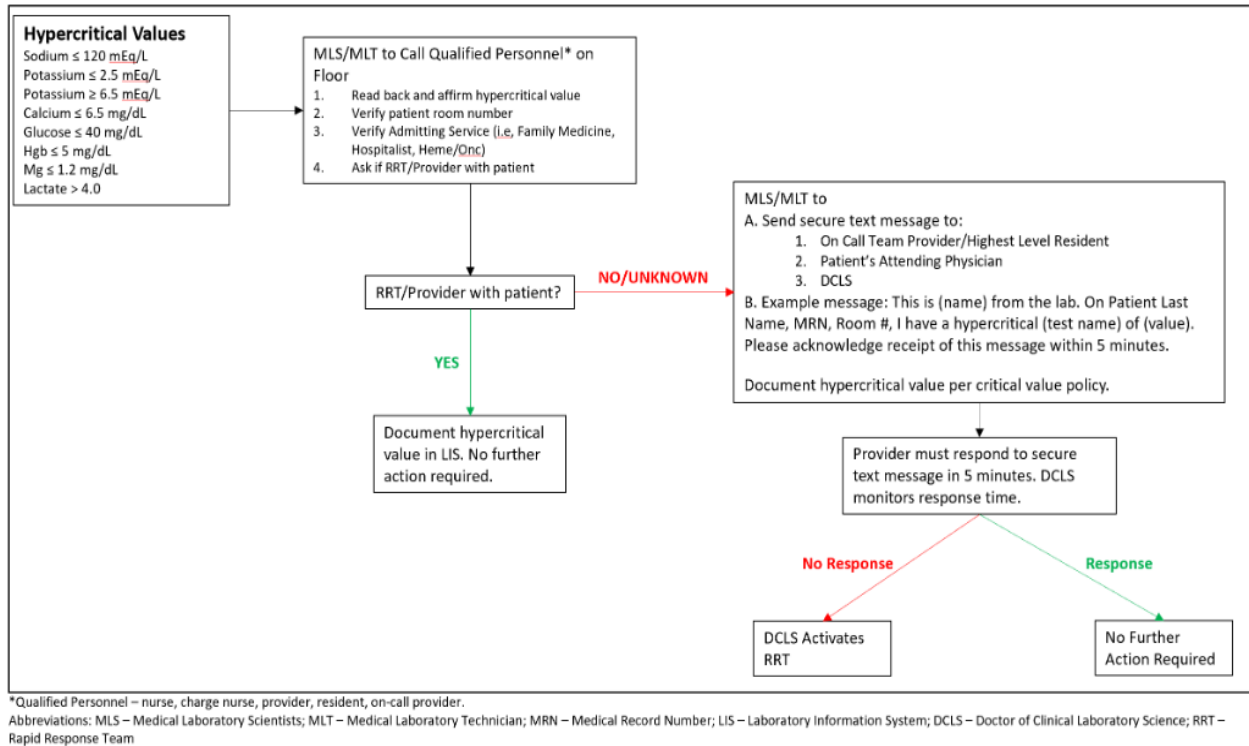 Hypercritical Values
Sodium ≤ 120 mEq/L
Potassium ≤ 2.5 mEq/L
Potassium ≥ 6.5 mEq/L
Calcium ≤ 6.5 mg/dL
Glucose ≤ 40 mg/dL
Hgb ≤ 5 mg/dL
Mg ≤ 1.2 mg/dL
Lactate > 4.0
MLS/MLT to Call Qualified Personnel* on
Floor
1. Read back and affirm hypercritical value
2. Verify patient room number
3. Verify Admitting Service (i.e, Family Medicine,
Hospitalist, Heme/Onc)
4. Ask if RRT/Provider with patient
RRT/Provider with patient?
NO/UNKNOWN
YES
Document hypercritical
value in LIS. No further
action required.
MLS/MLT to
A. Send secure text message to:
1. On Call Team Provider/Highest Level Resident
2. Patient's Attending Physician
3. DCLS
B. Example message: This is (name) from the lab. On Patient Last
Name, MRN, Room #, I have a hypercritical (test name) of (value).
Please acknowledge receipt of this message within 5 minutes.
Document hypercritical value per critical value policy.
Provider must respond to secure
text message in 5 minutes. DCLS
monitors response time.
No Response
Response
DCLS Activates
RRT
No Further
Action Required
*Qualified Personnel – nurse, charge nurse, provider, resident, on-call provider.
Abbreviations: MLS – Medical Laboratory Scientists; MLT – Medical Laboratory Technician; MRN – Medical Record Number; LIS – Laboratory Information System; DCLS – Doctor of Clinical Laboratory Science; RRT –
Rapid Response Team